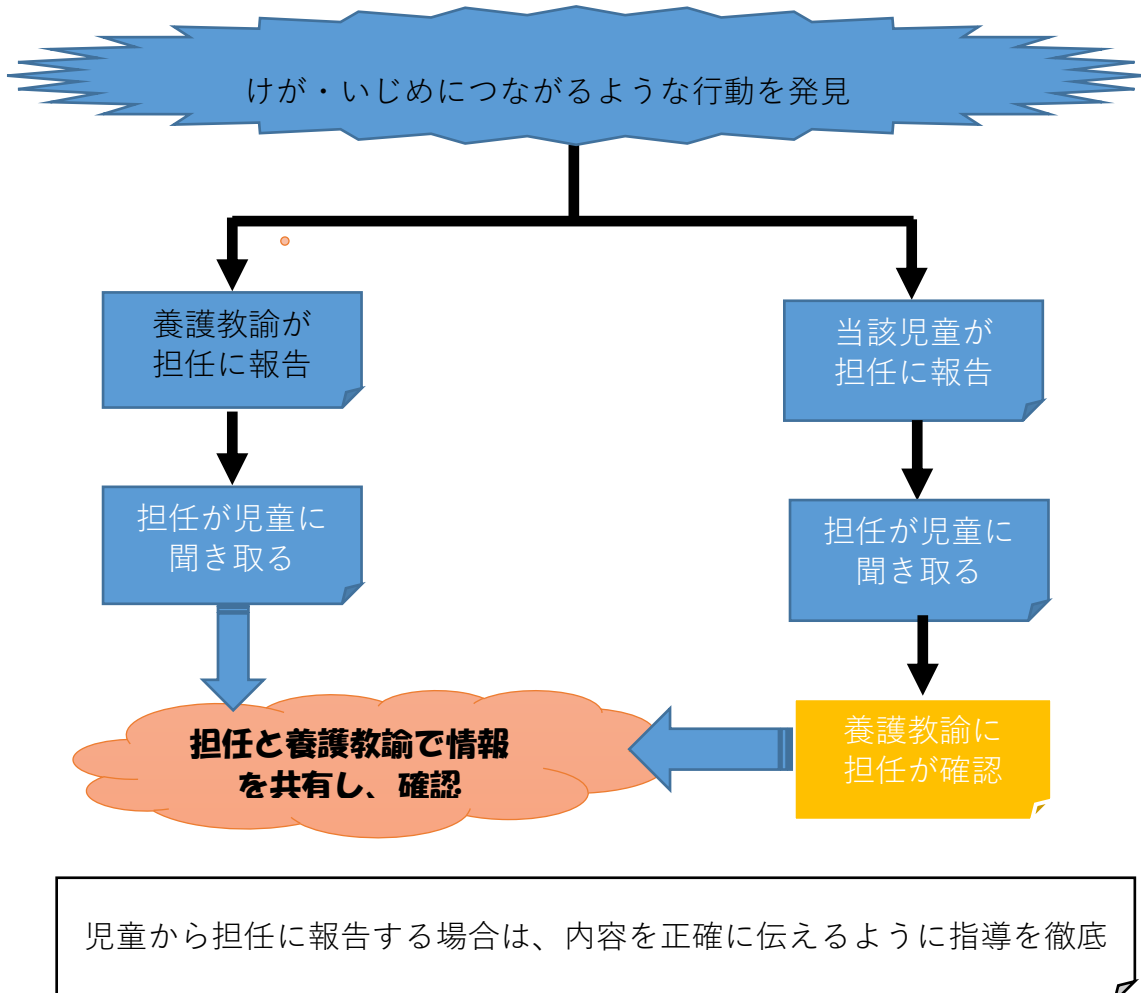 けが・いじめにつながるような行動を発見
養護教諭が
担任に報告
当該児童が
担任に報告
担任が児童に
聞き取る
担任が児童に
聞き取る
担任と養護教諭で情報
を共有し、確認
養護教諭に
担任が確認
児童から担任に報告する場合は、内容を正確に伝えるように指導を徹底